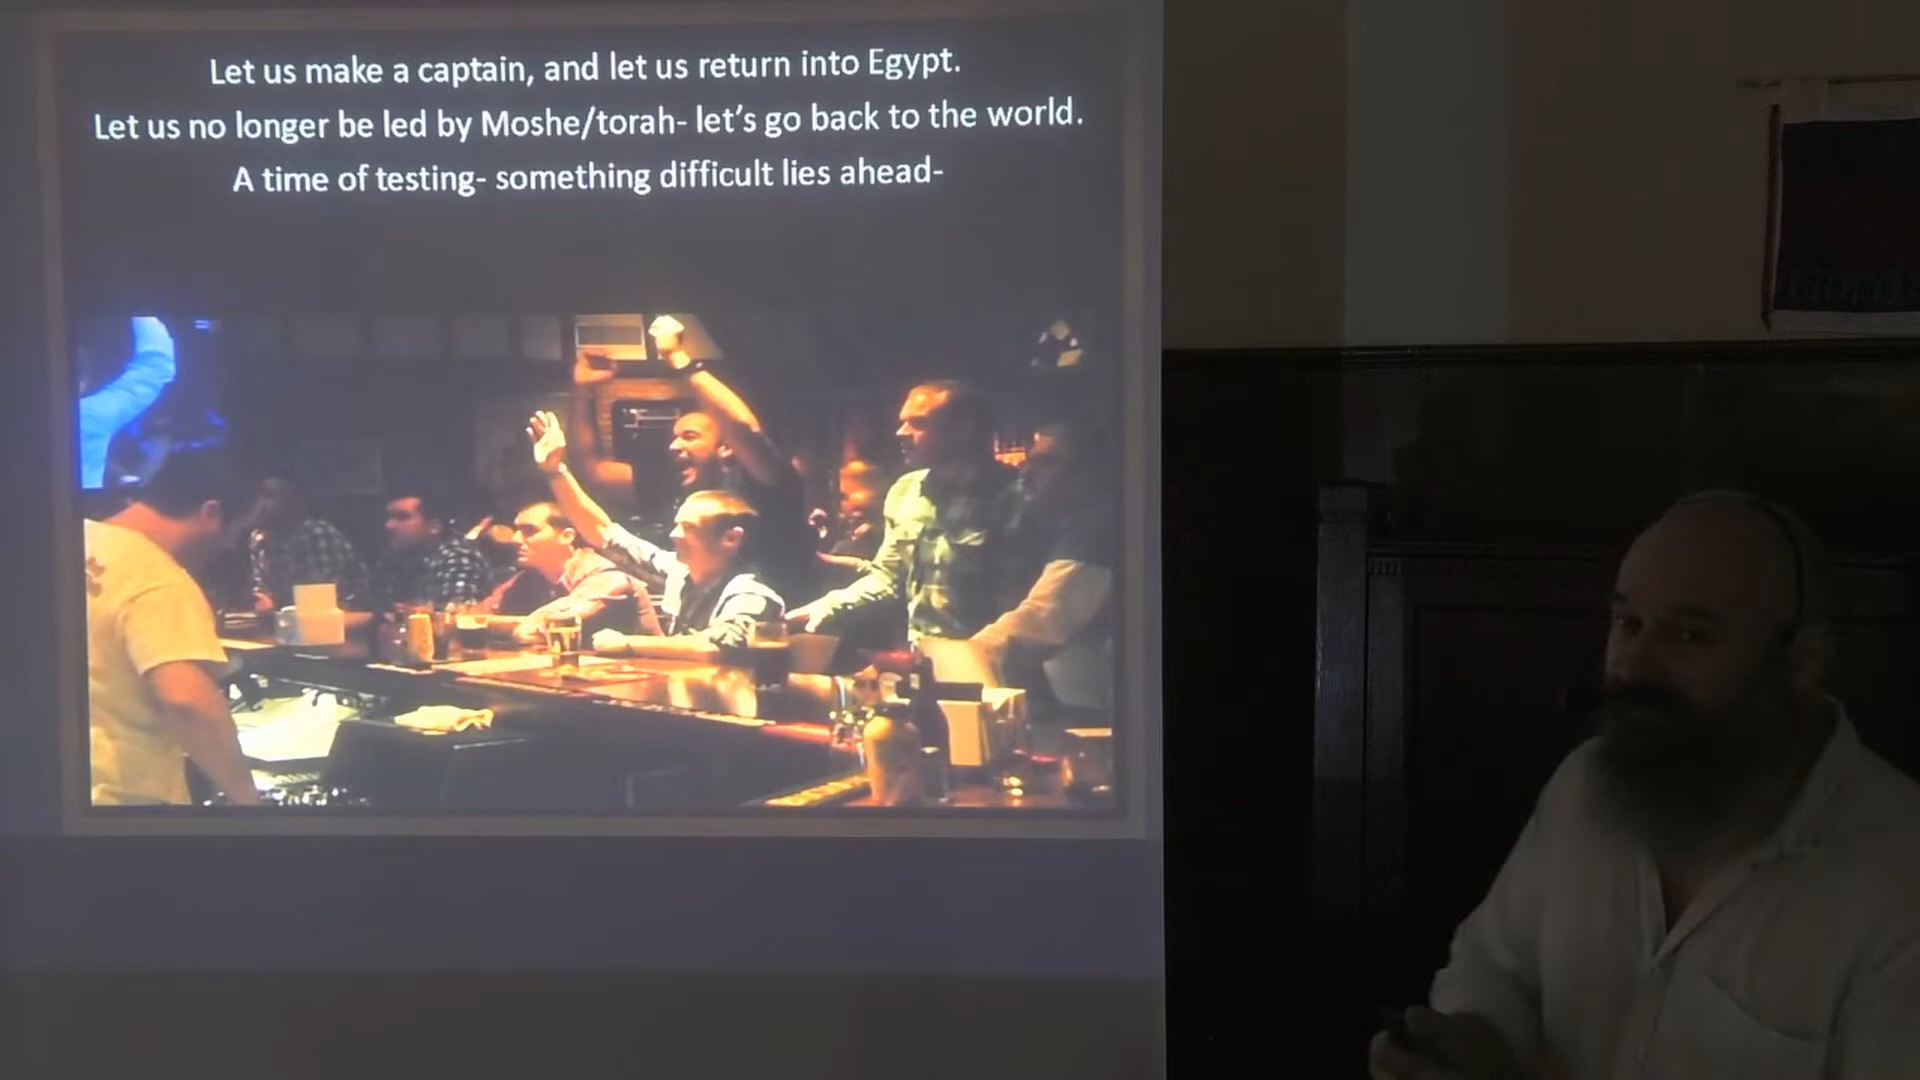 Let us make a captain, and let us return into Egypt.
Let us no longer be led by Moshe/torah- let's go back to the world.
A time of testing- something difficult lies ahead-